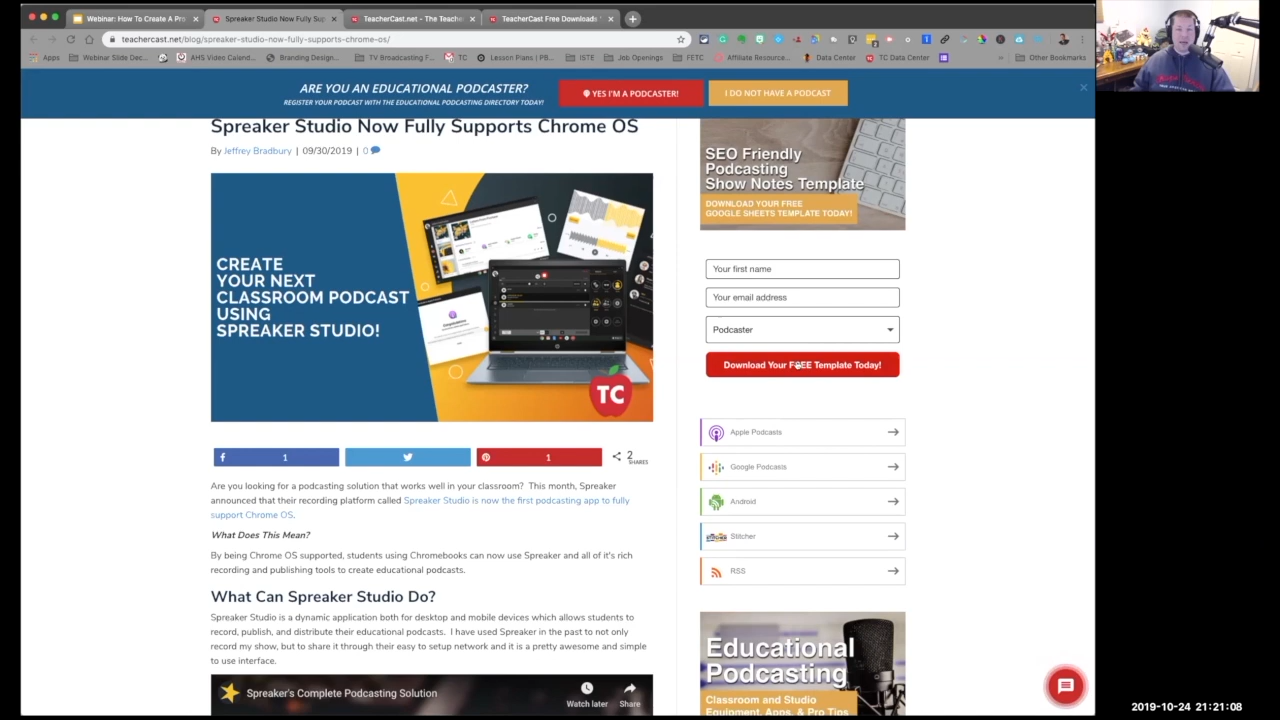 Webinar: How To Create A Pro
Spreaker Studio Now Fully Sup
TeacherCast.net - The Teache
TeacherCast Free Downloads
teachercast.net/blog/spreaker-studio-now-fully-supports-chrome-os/
Apps
Webinar Slide Dec...
AHS Video Calend...
Branding Design...
TV Broadcasting F...
TC
Lesson Plans | PB...
ISTE
Job Openings
FETC
Affiliate Resource...
Data Center
TC Data Center
Other Bookmarks
ARE YOU AN EDUCATIONAL PODCASTER?
REGISTER YOUR PODCAST WITH THE EDUCATIONAL PODCASTING DIRECTORY TODAY!
YES I'M A PODCASTER!
I DO NOT HAVE A PODCAST
Spreaker Studio Now Fully Supports Chrome OS
By Jeffrey Bradbury | 09/30/2019 | 0
CREATE
YOUR NEXT
CLASSROOM PODCAST
USING
SPREAKER STUDIO!
TC
1
1
2
SHARES
Are you looking for a podcasting solution that works well in your classroom? This month, Spreaker
announced that their recording platform called Spreaker Studio is now the first podcasting app to fully
support Chrome OS.
What Does This Mean?
By being Chrome OS supported, students using Chromebooks can now use Spreaker and all of it's rich
recording and publishing tools to create educational podcasts.
What Can Spreaker Studio Do?
Spreaker Studio is a dynamic application both for desktop and mobile devices which allows students to
record, publish, and distribute their educational podcasts. I have used Spreaker in the past to not only
record my show, but to share it through their easy to setup network and it is a pretty awesome and simple
to use interface.
Spreaker's Complete Podcasting Solution
Watch later
Share
SEO Friendly
Podcasting
Show Notes Template
DOWNLOAD YOUR FREE
GOOGLE SHEETS TEMPLATE TODAY!
Your first name
Your email address
Podcaster
Download Your FREE Template Today!
Apple Podcasts
Google Podcasts
Android
Stitcher
RSS
Educational
Podcasting
Classroom and Studio
Equipment, Apps, & Pro Tips
2019-10-24 21:21:08